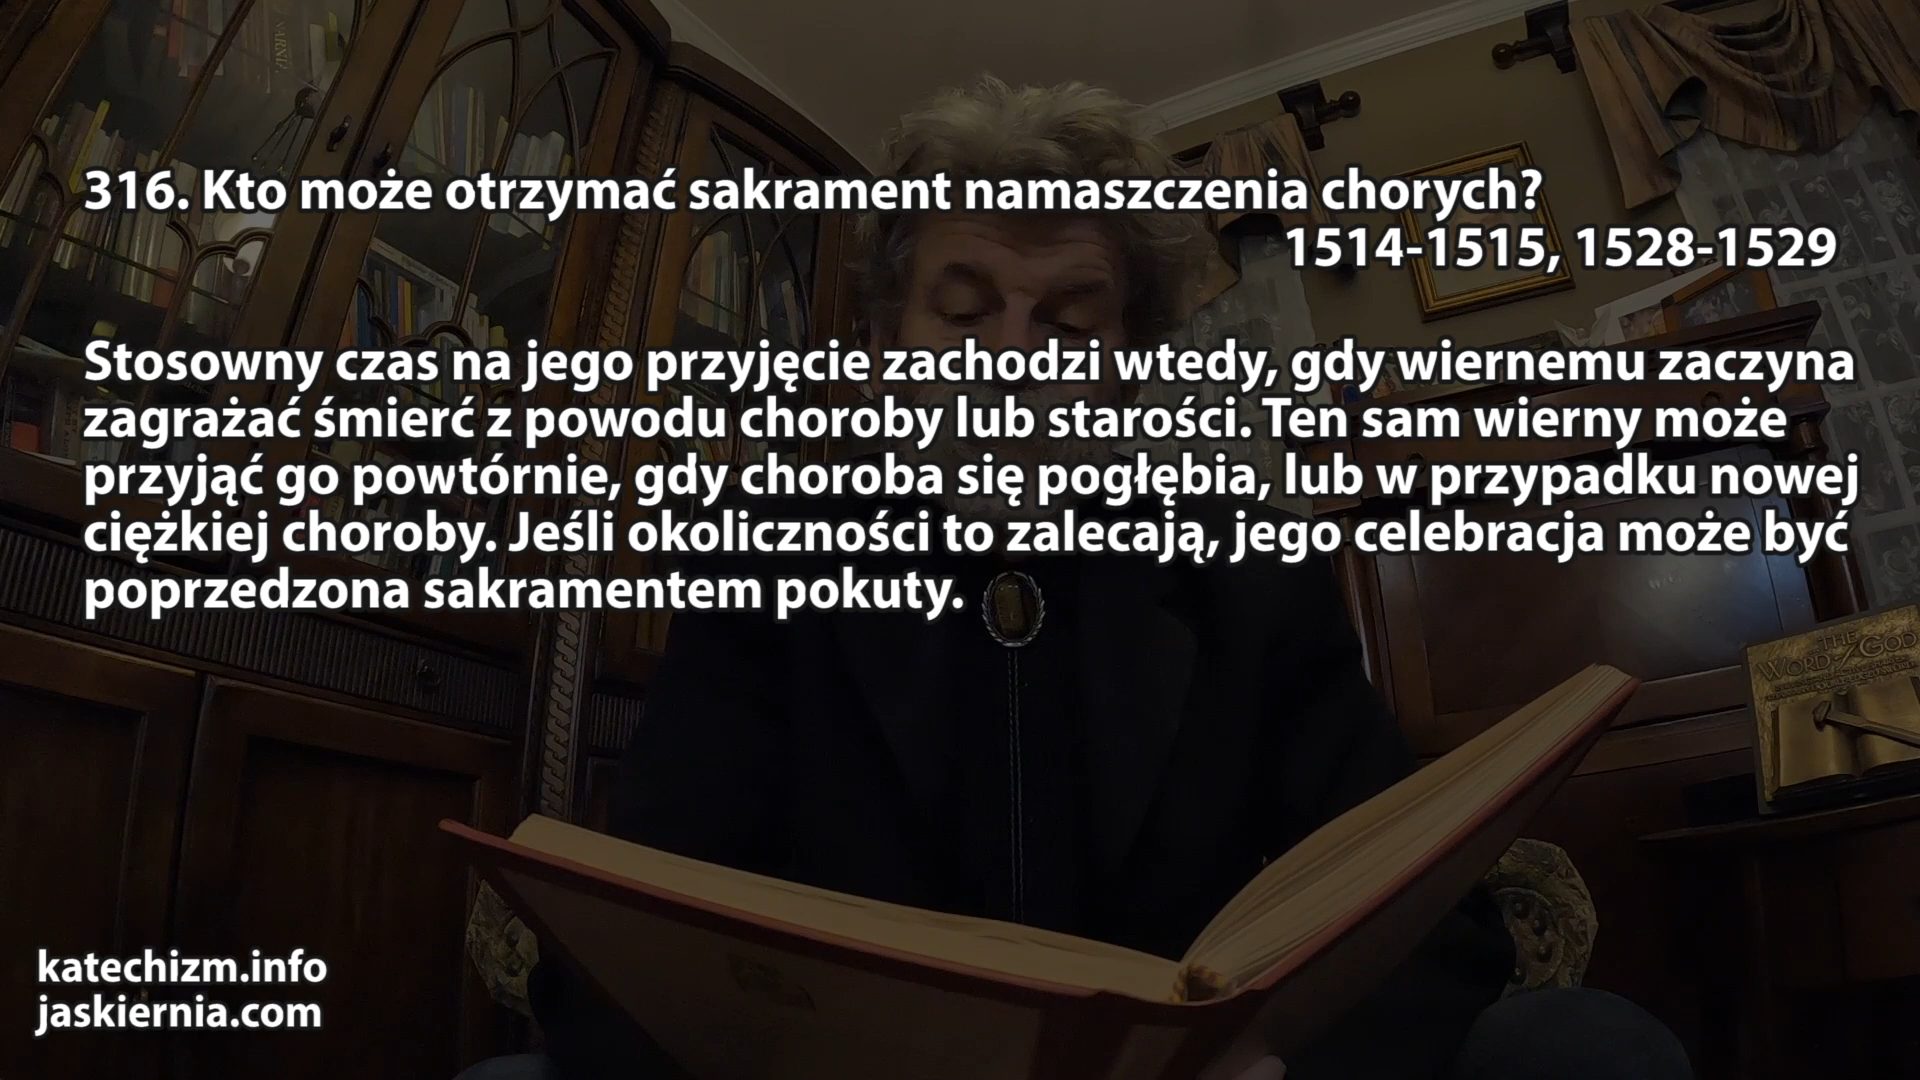 316. Kto może otrzymać sakrament namaszczenia chorych?
1514-1515, 1528-1529
Stosowny czas na jego przyjęcie zachodzi wtedy, gdy wiernemu zaczyna
zagrażać śmierć z powodu choroby lub starości. Ten sam wierny może
przyjąć go powtórnie, gdy choroba się pogłębia, lub w przypadku nowej
ciężkiej choroby. Jeśli okoliczności to zalecają, jego celebracja może być
poprzedzona sakramentem pokuty.
THE
WORD of GOD
katechizm.info
jaskiernia.com